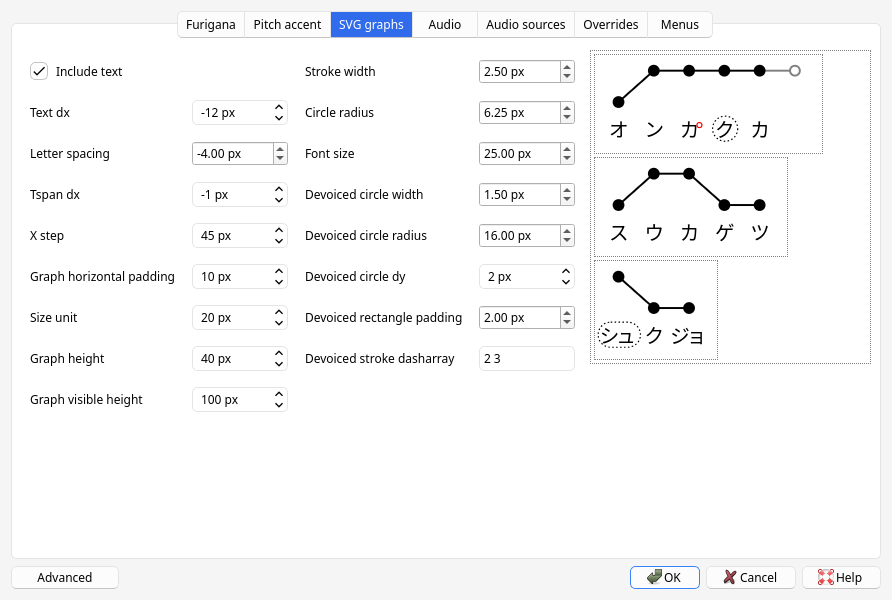 Furigana
Pitch accent
SVG graphs
Audio
Audio sources
Overrides
Menus
Include text
Text dx
-12 px
Letter spacing
-4.00 px
Tspan dx
-1 px
X step
45 px
Graph horizontal padding
10 px
Size unit
20 px
Graph height
40 px
Graph visible height
100 px
Stroke width
2.50 px
Circle radius
6.25 px
Font size
25.00 px
Devoiced circle width
1.50 px
Devoiced circle radius
16.00 px
Devoiced circle dy
2 px
Devoiced rectangle padding
2.00 px
Devoiced stroke dasharray
2 3
オンカ゚クカ
スウカゲツ
シュクジョ
Advanced
OK
Cancel
Help